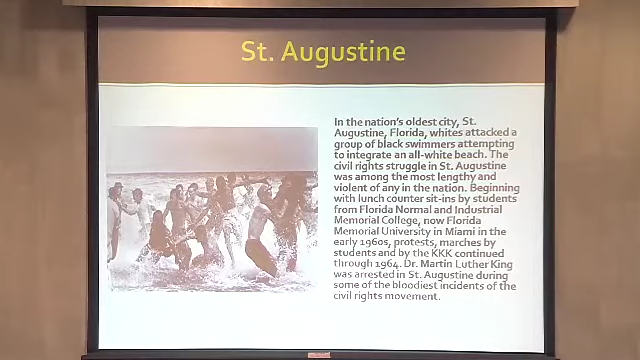 St. Augustine
In the nation's oldest city, St.
Augustine, Florida, whites attacked a
group of black swimmers attempting
to integrate an all-white beach. The
civil rights struggle in St. Augustine
was among the most lengthy and
violent of any in the nation. Beginning
with lunch counter sit-ins by students
from Florida Normal and Industrial
Memorial College, now Florida
Memorial University in Miami in the
early 1960s, protests, marches by
students and by the KKK continued
through 1964. Dr. Martin Luther King
was arrested in St. Augustine during
some of the bloodiest incidents of the
civil rights movement.